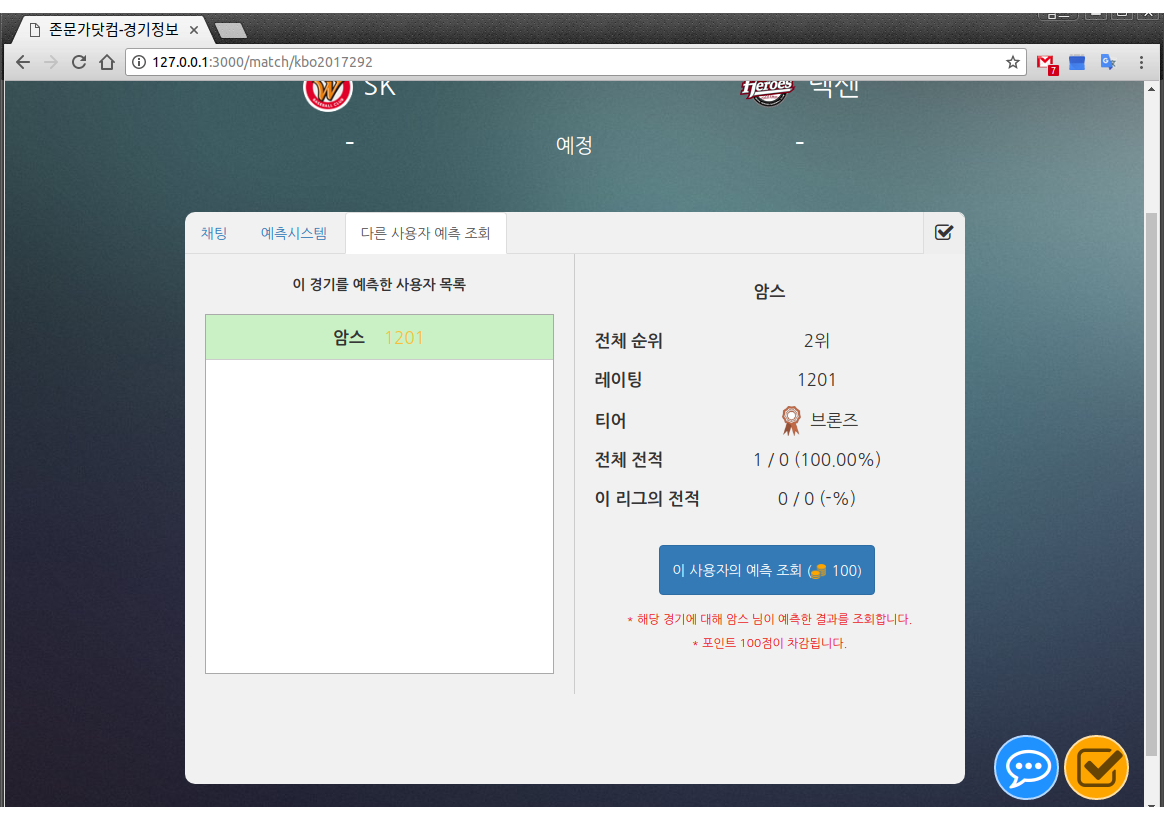 존문가닷컴-경기정보
127.0.0.1:3000/match/kbo2017292
7
SK
Heroes 넥센
- 예정 -
채팅 예측시스템 다른 사용자 예측 조회
이 경기를 예측한 사용자 목록
암스 1201
암스
전체 순위 2위
레이팅 1201
티어 브론즈
전체 전적 1 / 0 (100.00%)
이 리그의 전적 0 / 0 (-%)
이 사용자의 예측 조회 ( 100)
* 해당 경기에 대해 암스 님이 예측한 결과를 조회합니다.
* 포인트 100점이 차감됩니다.